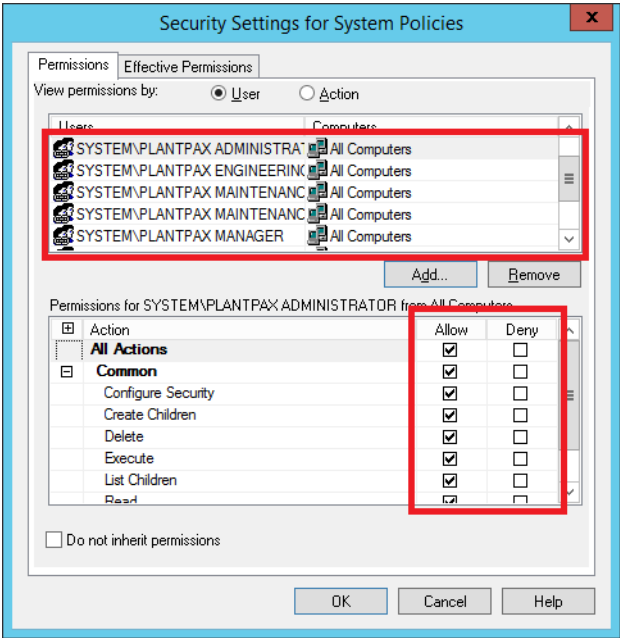 Security Settings for System Policies
x
Permissions Effective Permissions
View permissions by: User Action
Users Computers
SYSTEM\PLANTPAX ADMINISTRAT All Computers
SYSTEM\PLANTPAX ENGINEERING All Computers
SYSTEM\PLANTPAX MAINTENANC All Computers
SYSTEM\PLANTPAX MAINTENANC All Computers
SYSTEM\PLANTPAX MANAGER All Computers
Add... Remove
Permissions for SYSTEM\PLANTPAX ADMINISTRATOR from All Computers
Action Allow Deny
All Actions
Common
Configure Security
Create Children
Delete
Execute
List Children
Read
Do not inherit permissions
OK Cancel Help